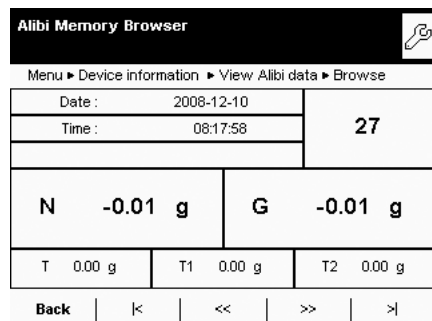 Alibi Memory Browser
Menu ▸ Device information ▸ View Alibi data ▸ Browse
Date : 2008-12-10
Time : 08:17:58
27
N -0.01 g G -0.01 g
T 0.00 g T1 0.00 g T2 0.00 g
Back |< << >> >|